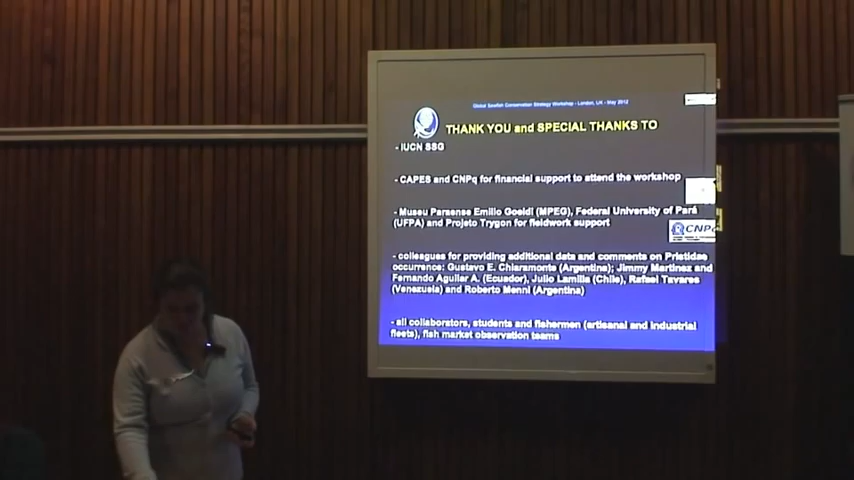 Global Sawfish Conservation Strategy Workshop - London, UK - May 2012
THANK YOU and SPECIAL THANKS TO
- IUCN SSG
- CAPES and CNPq for financial support to attend the workshop
- Museu Paraense Emilio Goeldi (MPEG), Federal University of Pará
(UFPA) and Projeto Trygon for fieldwork support
CNPq
- colleagues for providing additional data and comments on Pristidae
occurrence: Gustavo E. Chiaramonte (Argentina); Jimmy Martinez and
Fernando Aguilar A. (Ecuador), Julio Lamilla (Chile), Rafael Tavares
(Venezuela) and Roberto Menni (Argentina)
- all collaborators, students and fishermen (artisanal and industrial
fleets), fish market observation teams